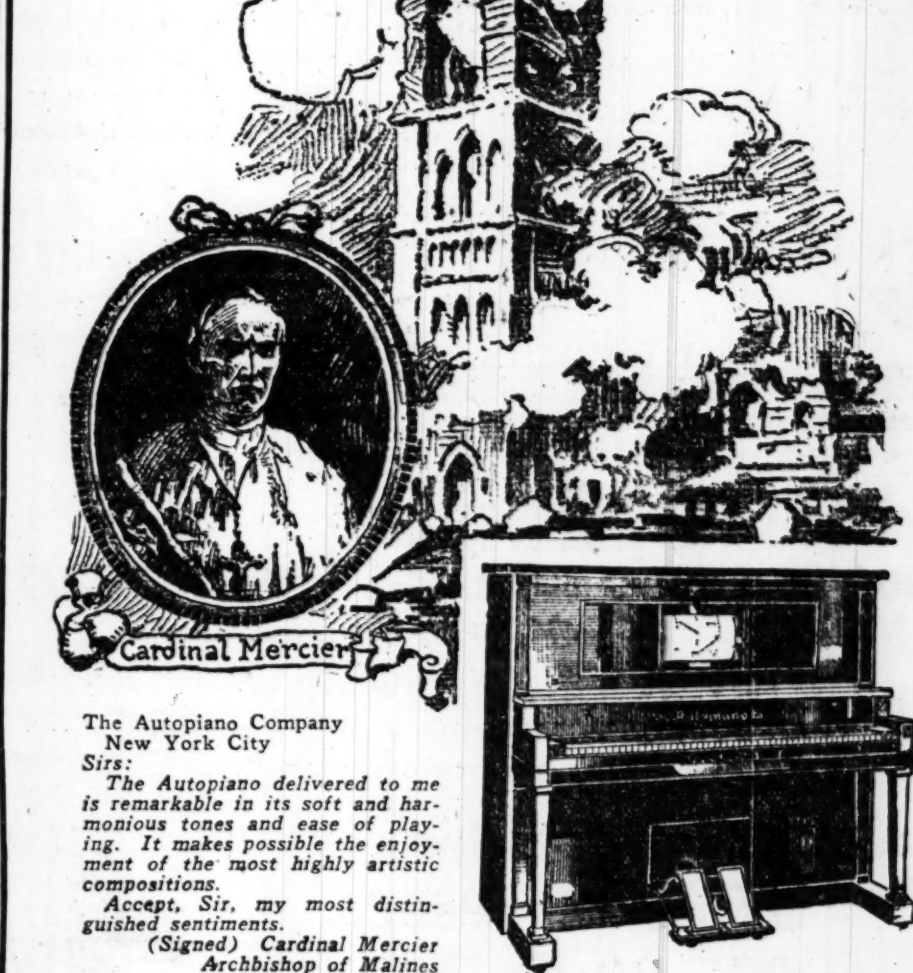 Cardinal Mercier
The Autopiano Company
New York City
Sirs:
The Autopiano delivered to me
is remarkable in its soft and har-
monious tones and ease of play-
ing. It makes possible the enjoy-
ment of the most highly artistic
compositions.
Accept, Sir, my most distin-
guished sentiments.
(Signed) Cardinal Mercier
Archbishop of Malines